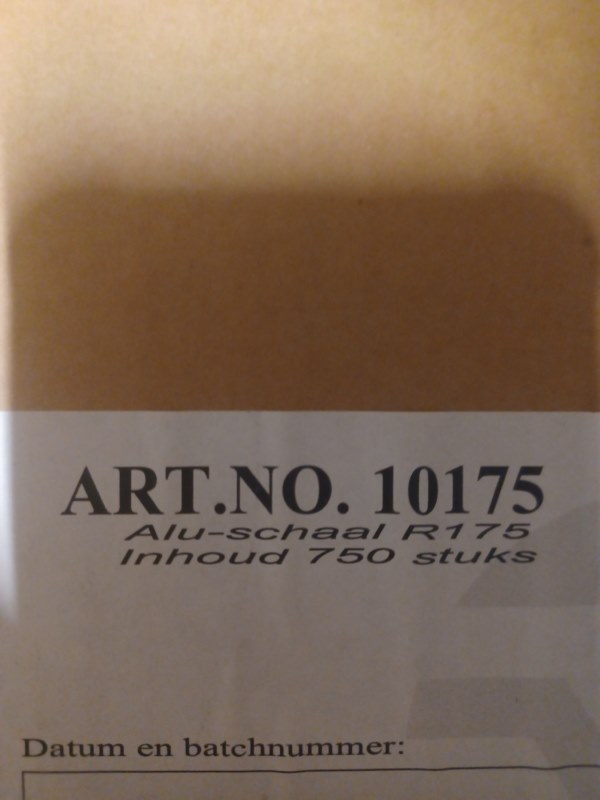 ART.NO. 10175
Alu-schaal R175
Inhoud 750 stuks
Datum en batchnummer: